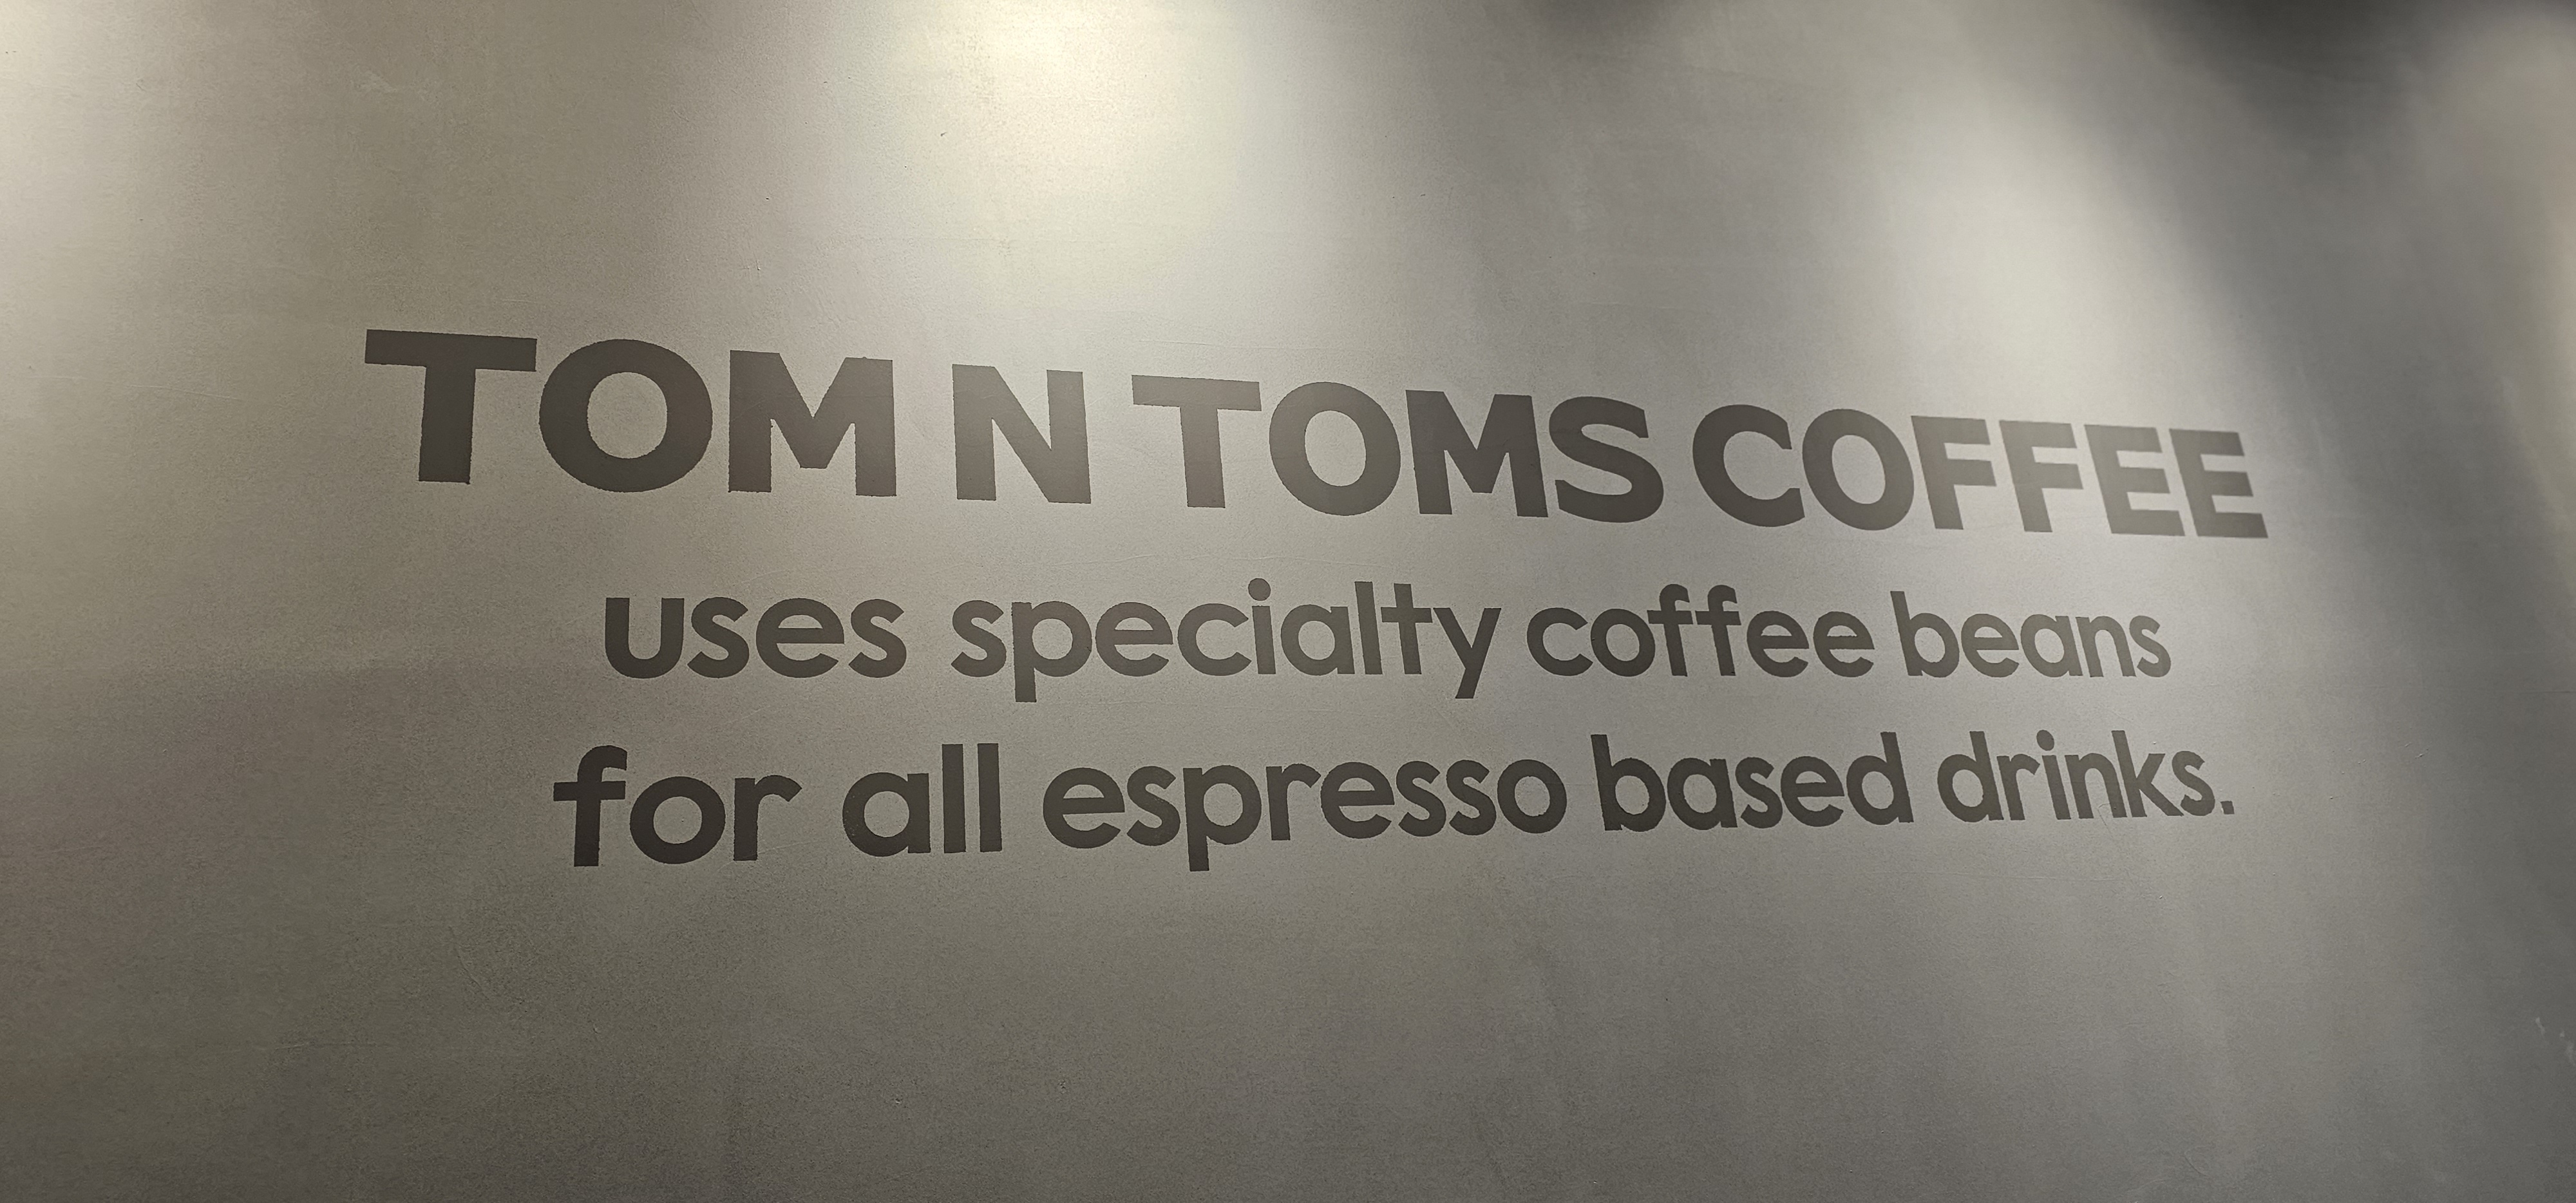 TOM N TOMS COFFEE
uses specialty coffee beans
for all espresso based drinks.